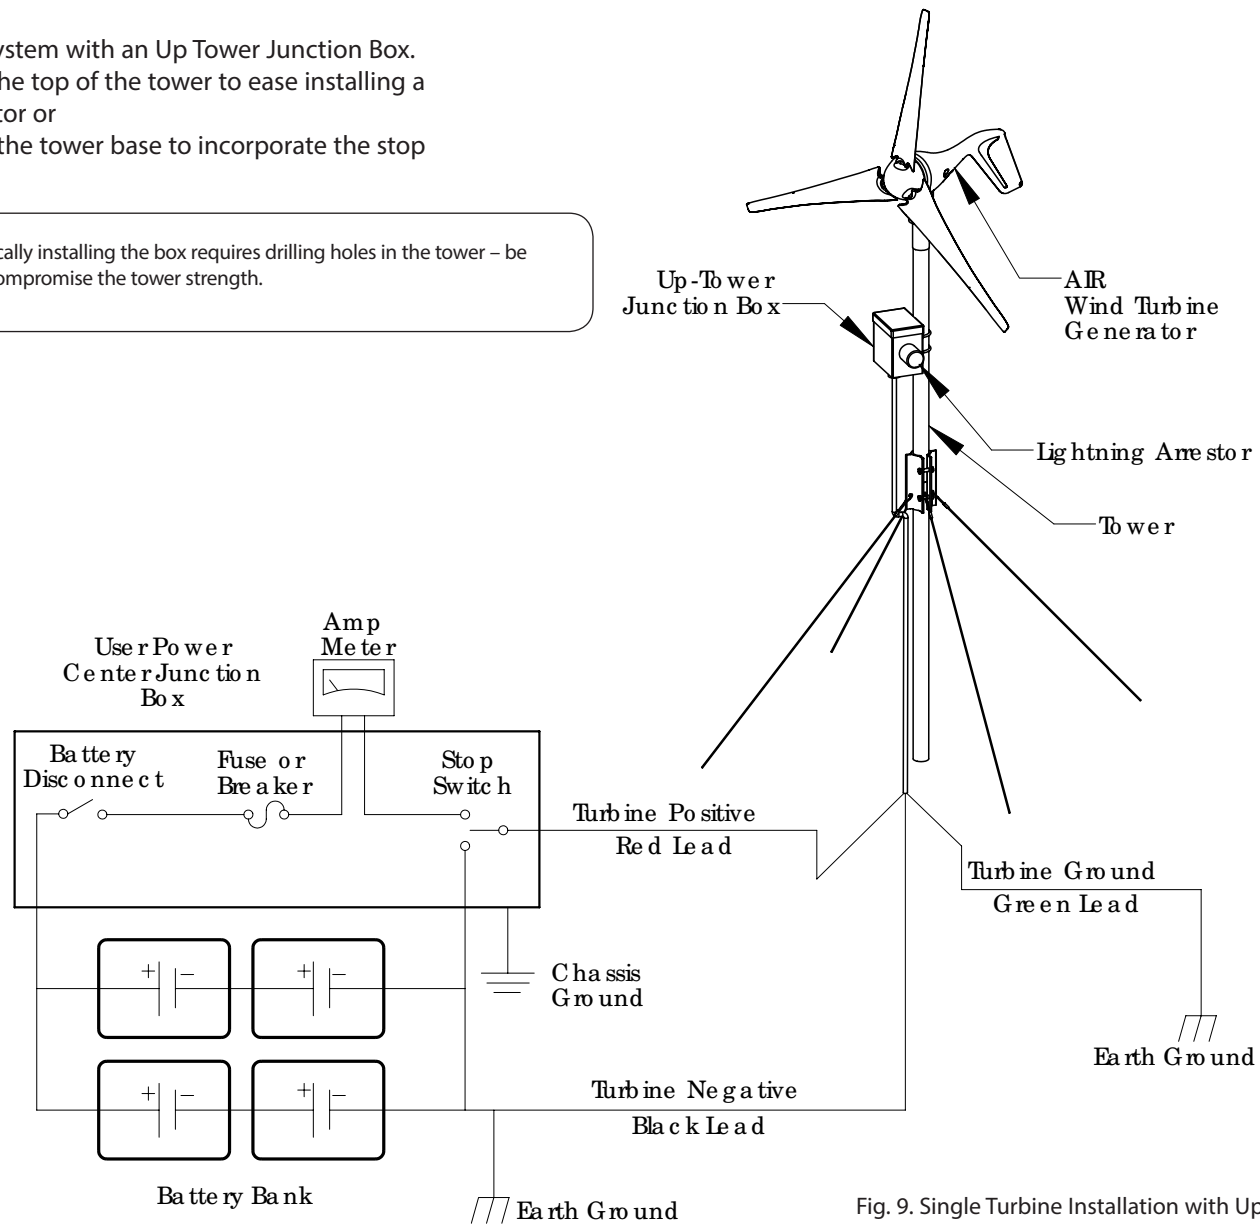 ystem with an Up Tower Junction Box.
he top of the tower to ease installing a
tor or
the tower base to incorporate the stop
cally installing the box requires drilling holes in the tower – be
ompromise the tower strength.
Up-Tower
Junction Box
AIR
Wind Turbine
Generator
Lightning Arrestor
Tower
Amp
Meter
User Power
Center Junction
Box
Battery
Disconnect
Fuse or
Breaker
Stop
Switch
Turbine Positive
Red Lead
Turbine Ground
Green Lead
+ –
+ –
Chassis
Ground
Earth Ground
+ –
+ –
Turbine Negative
Black Lead
Battery Bank
Earth Ground
Fig. 9. Single Turbine Installation with Up